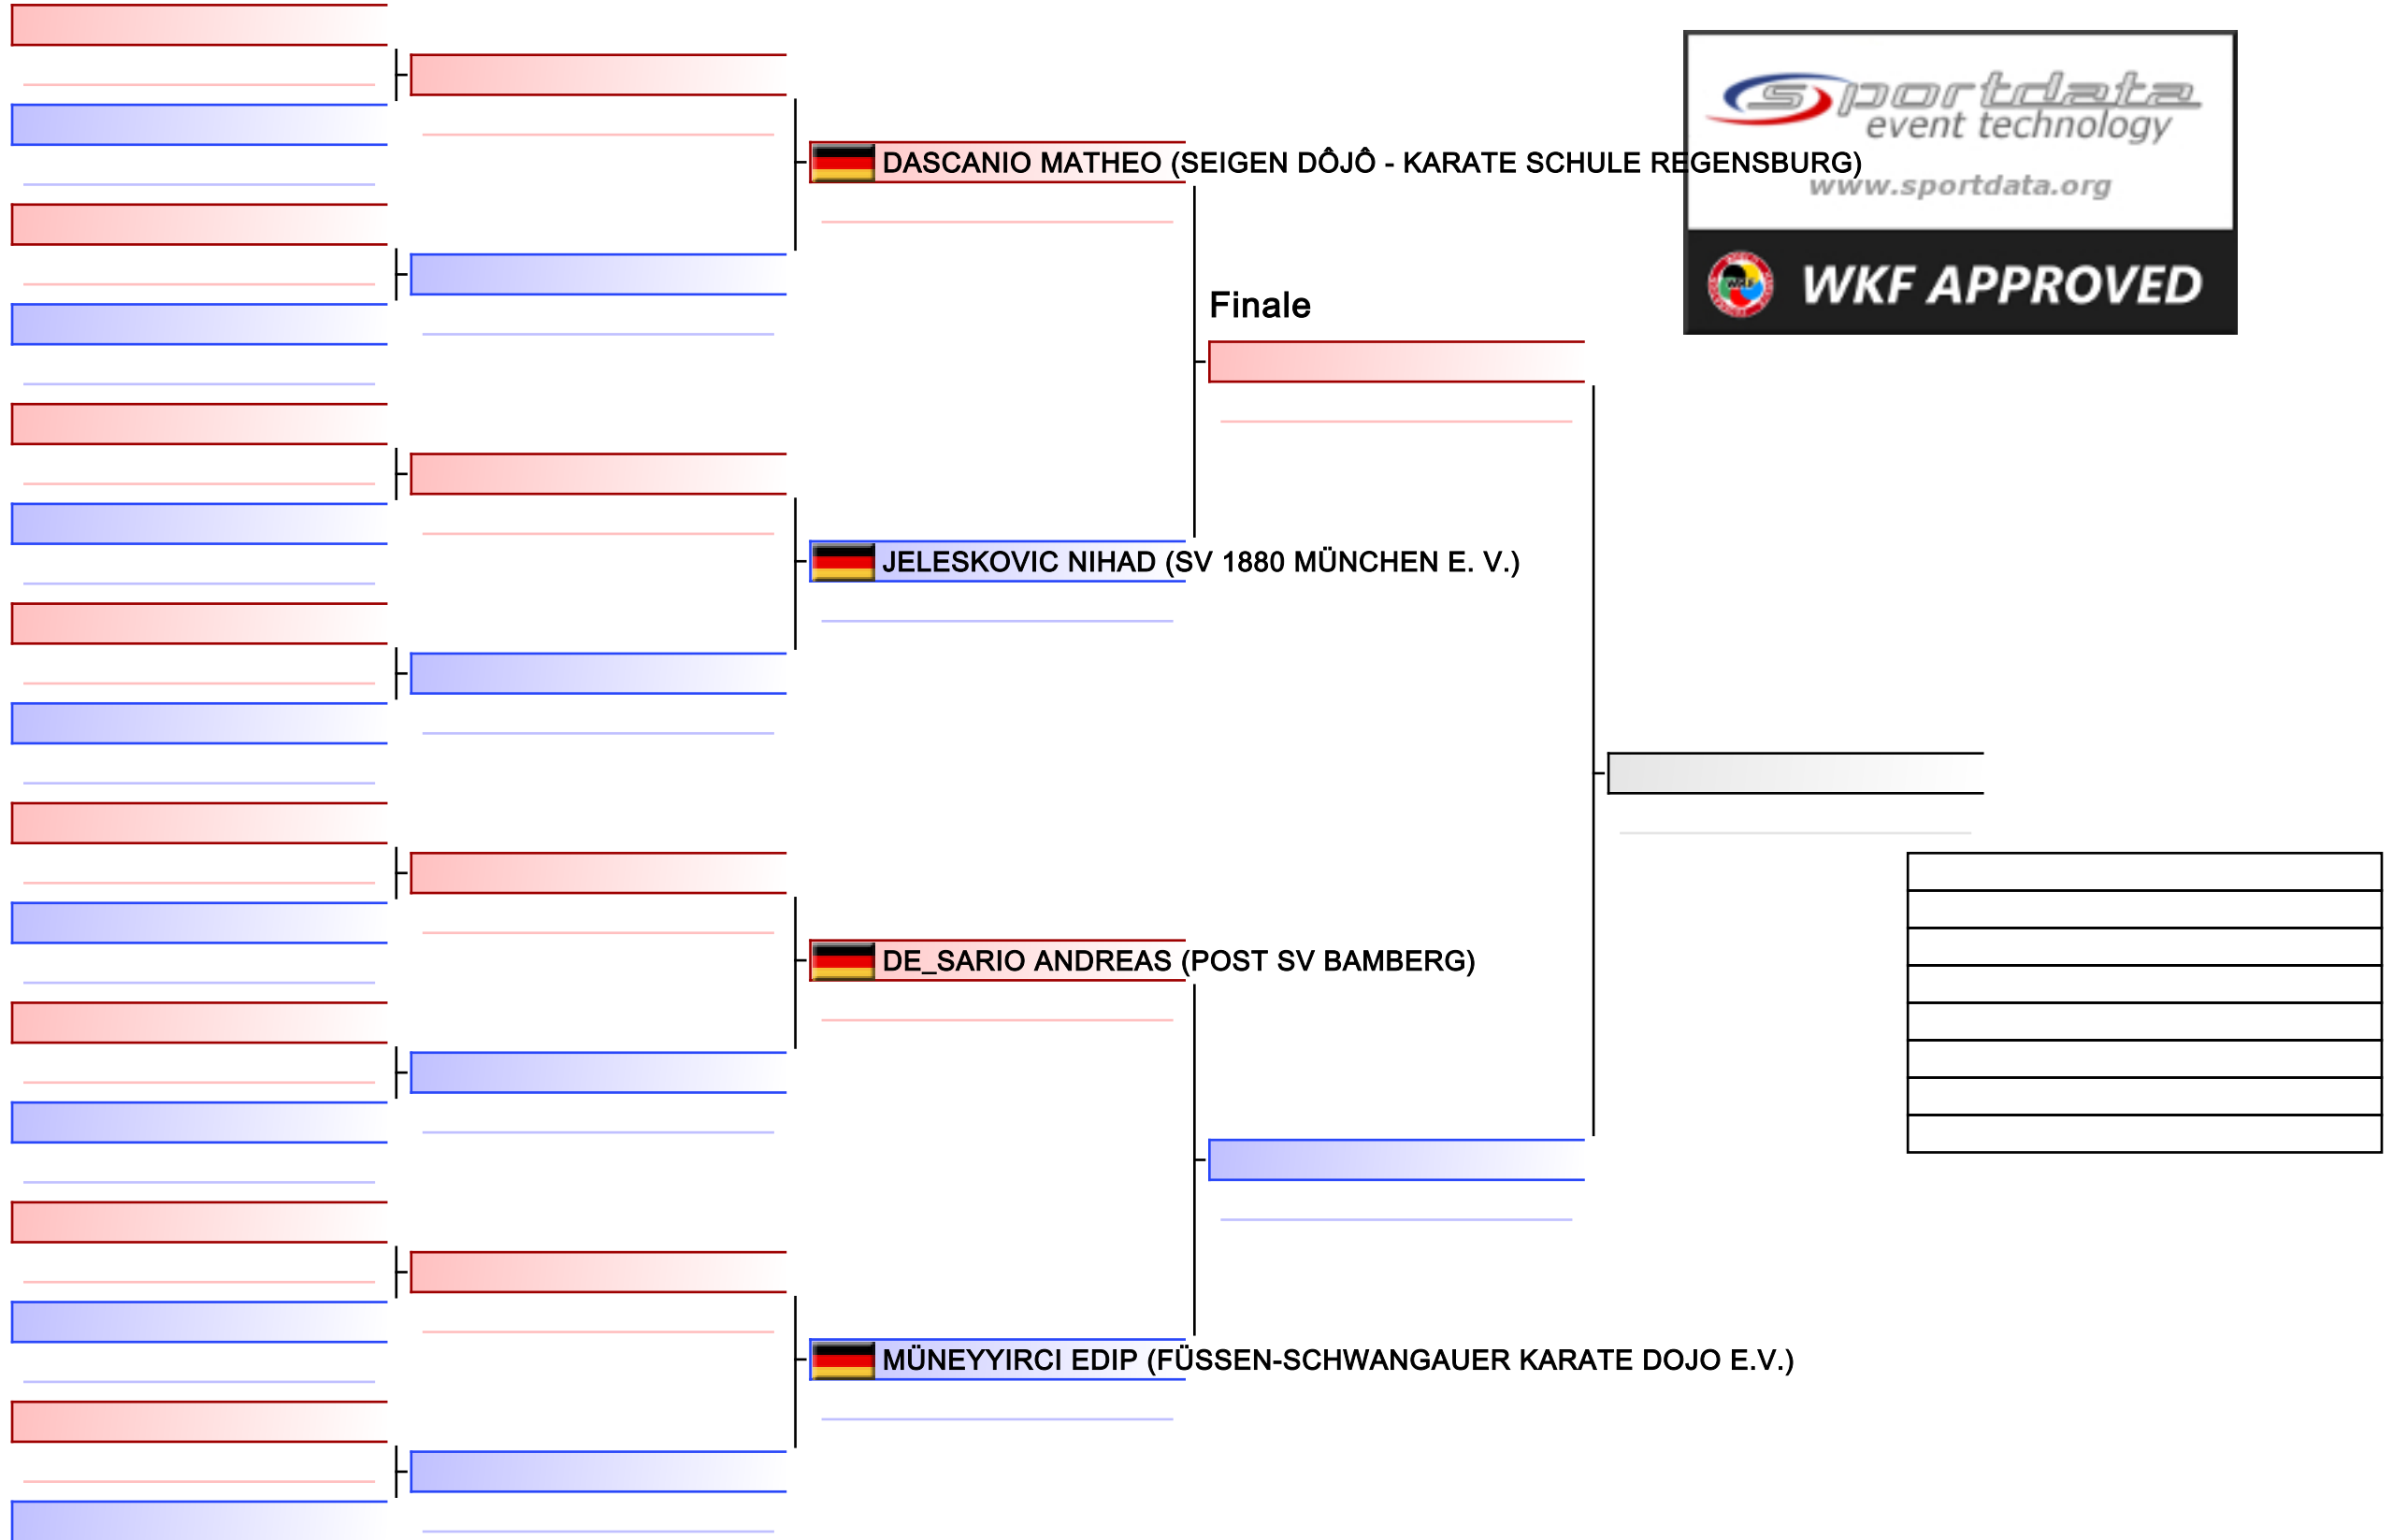 sportdata
event technology
www.sportdata.org
WKF
WKF APPROVED
DASCANIO MATHEO (SEIGEN DÔJÔ - KARATE SCHULE REGENSBURG)
Finale
JELESKOVIC NIHAD (SV 1880 MÜNCHEN E. V.)
DE_SARIO ANDREAS (POST SV BAMBERG)
MÜNEYYIRCI EDIP (FÜSSEN-SCHWANGAUER KARATE DOJO E.V.)